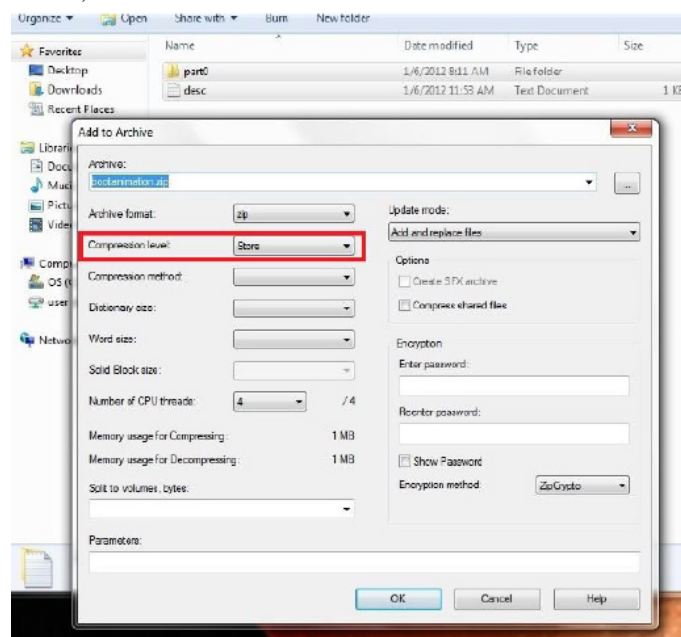 Organize Open Share with Burn New folder
Name Date modified Type Size
Favorites
Desktop part0 1/6/2012 8:11 AM File folder
Downloads desc 1/6/2012 11:53 AM Text Document 1 KB
Recent Places
Add to Archive
Archive:
bootanimation.zip
...
Archive format: zip
Update mode:
Add and replace files
Compression level: Store
Options
Compression method:
Create SFX archive
Dictionary size:
Compress shared files
Word size:
Encryption
Solid Block size:
Enter password:
Number of CPU threads: 4 / 4
Reenter password:
Memory usage for Compressing: 1 MB
Memory usage for Decompressing: 1 MB
Show Password
Split to volumes, bytes:
Encryption method: ZipCrypto
Parameters:
OK Cancel Help